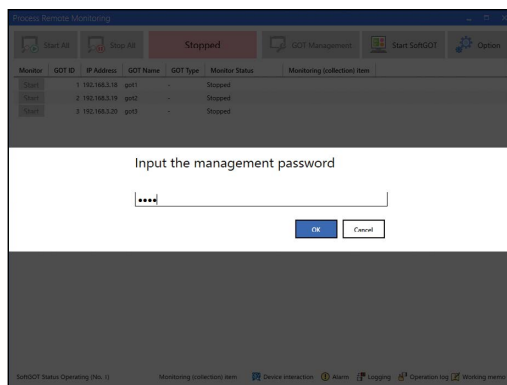 Process Remote Monitoring
Start All Stop All Stopped GOT Management Start SoftGOT Option
Monitor GOT ID IP Address GOT Name GOT Type Monitor Status Monitoring (collection) item
Start 1 192.168.3.18 got1 - Stopped
Start 2 192.168.3.19 got2 - Stopped
Start 3 192.168.3.20 got3 - Stopped
Input the management password
••••
OK Cancel
SoftGOT Status Operating (No. 1) Monitoring (collection) item Device interaction Alarm Logging Operation log Working memo